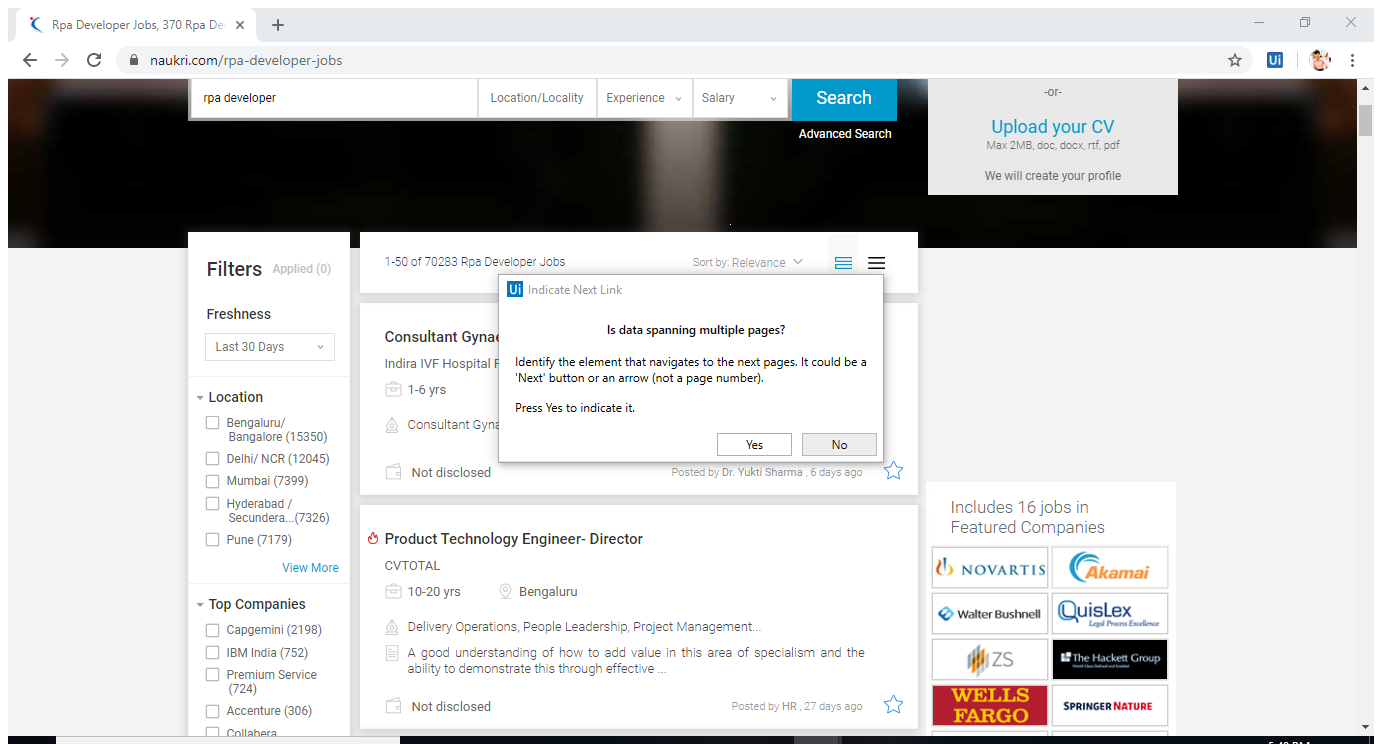 Rpa Developer Jobs, 370 Rpa De
naukri.com/rpa-developer-jobs
Ui
rpa developer
Location/Locality
Experience
Salary
Search
Advanced Search
-or-
Upload your CV
Max 2MB, doc, docx, rtf, pdf
We will create your profile
Filters
Applied (0)
Freshness
Last 30 Days
Location
Bengaluru/
Bangalore (15350)
Delhi/ NCR (12045)
Mumbai (7399)
Hyderabad /
Secundera...(7326)
Pune (7179)
View More
Top Companies
Capgemini (2198)
IBM India (752)
Premium Service
(724)
Accenture (306)
Collabera
1-50 of 70283 Rpa Developer Jobs
Sort by: Relevance
Consultant Gynae
Indira IVF Hospital
1-6 yrs
Consultant Gyna
Not disclosed
Posted by Dr. Yukti Sharma , 6 days ago
Ui Indicate Next Link
Is data spanning multiple pages?
Identify the element that navigates to the next pages. It could be a
'Next' button or an arrow (not a page number).
Press Yes to indicate it.
Yes
No
Product Technology Engineer- Director
CVTOTAL
10-20 yrs
Bengaluru
Delivery Operations, People Leadership, Project Management...
A good understanding of how to add value in this area of specialism and the
ability to demonstrate this through effective ...
Not disclosed
Posted by HR , 27 days ago
Includes 16 jobs in
Featured Companies
NOVARTIS
Akamai
Walter Bushnell
QUISLEX
Legal Process Excellence
ZS
The Hackett Group
WELLS
FARGO
SPRINGER NATURE